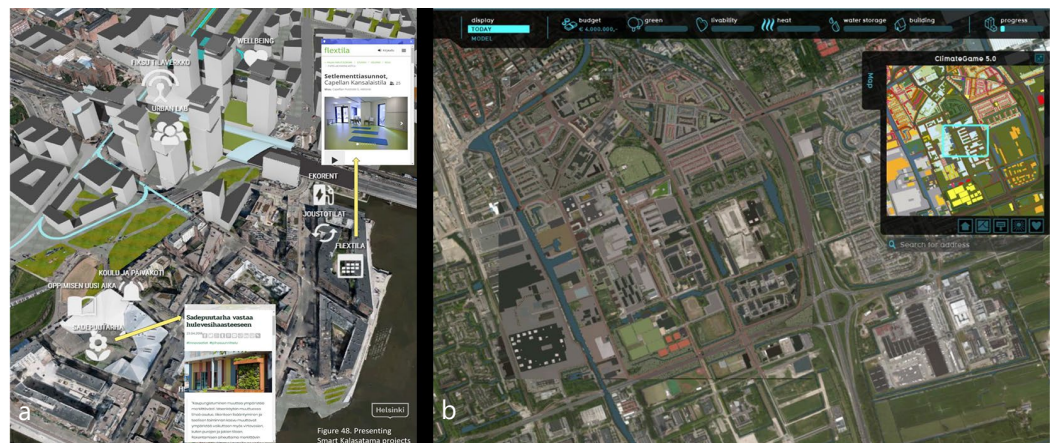 WELLBEING
FIKSU TILAVERKKO
URBAN LAB
flextila
Setlementtiasunnot,
Capellan Kansalaistila
EKORENT
JOUSTOTILAT
FLEXTILA
KOULU JA PÄIVÄKOTI
OPPIMISEN UUSI AIKA
SADEPUUTARHA
Sadepuutarha vastaa
hulevesihaasteeseen
Helsinki
Figure 48. Presenting
Smart Kalasatama projects
a
display
TODAY
MODEL
budget
€ 4.000.000,-
green
livability
heat
water storage
building
progress
ClimateGame 5.0
Map
Search for address
b